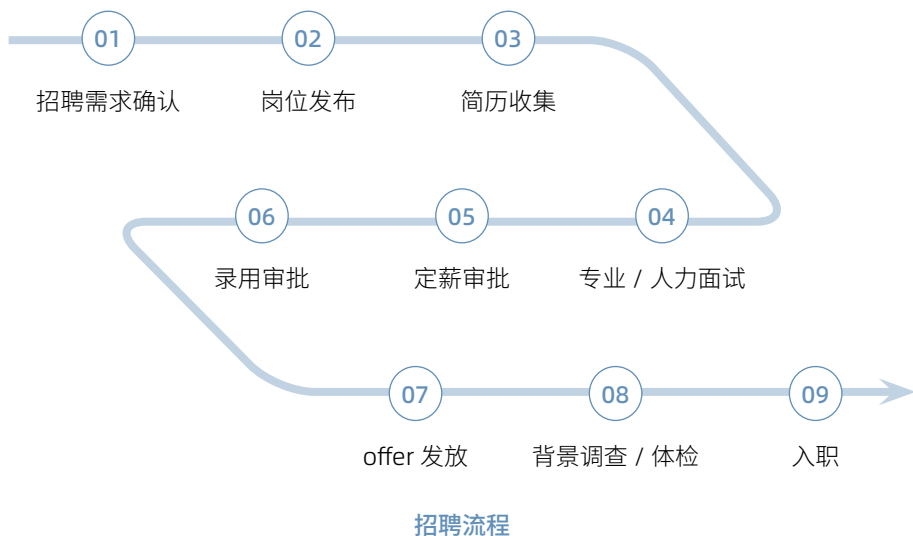 01
招聘需求确认
02
岗位发布
03
简历收集
04
专业 / 人力面试
05
定薪审批
06
录用审批
07
offer 发放
08
背景调查 / 体检
09
入职
招聘流程